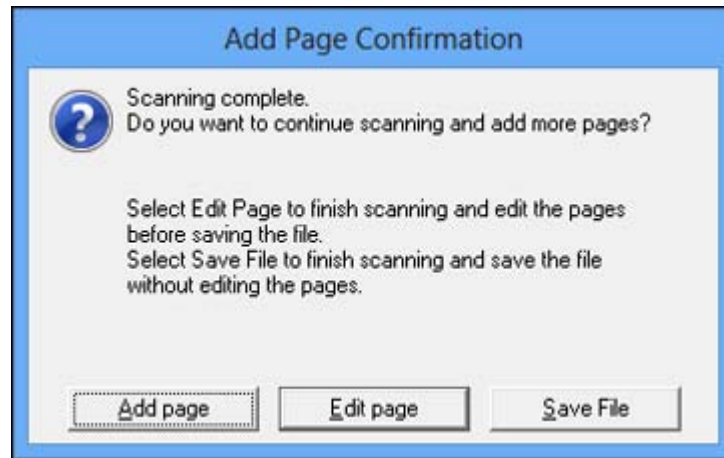 Add Page Confirmation
Scanning complete.
Do you want to continue scanning and add more pages?
Select Edit Page to finish scanning and edit the pages
before saving the file.
Select Save File to finish scanning and save the file
without editing the pages.
Add page Edit page Save File